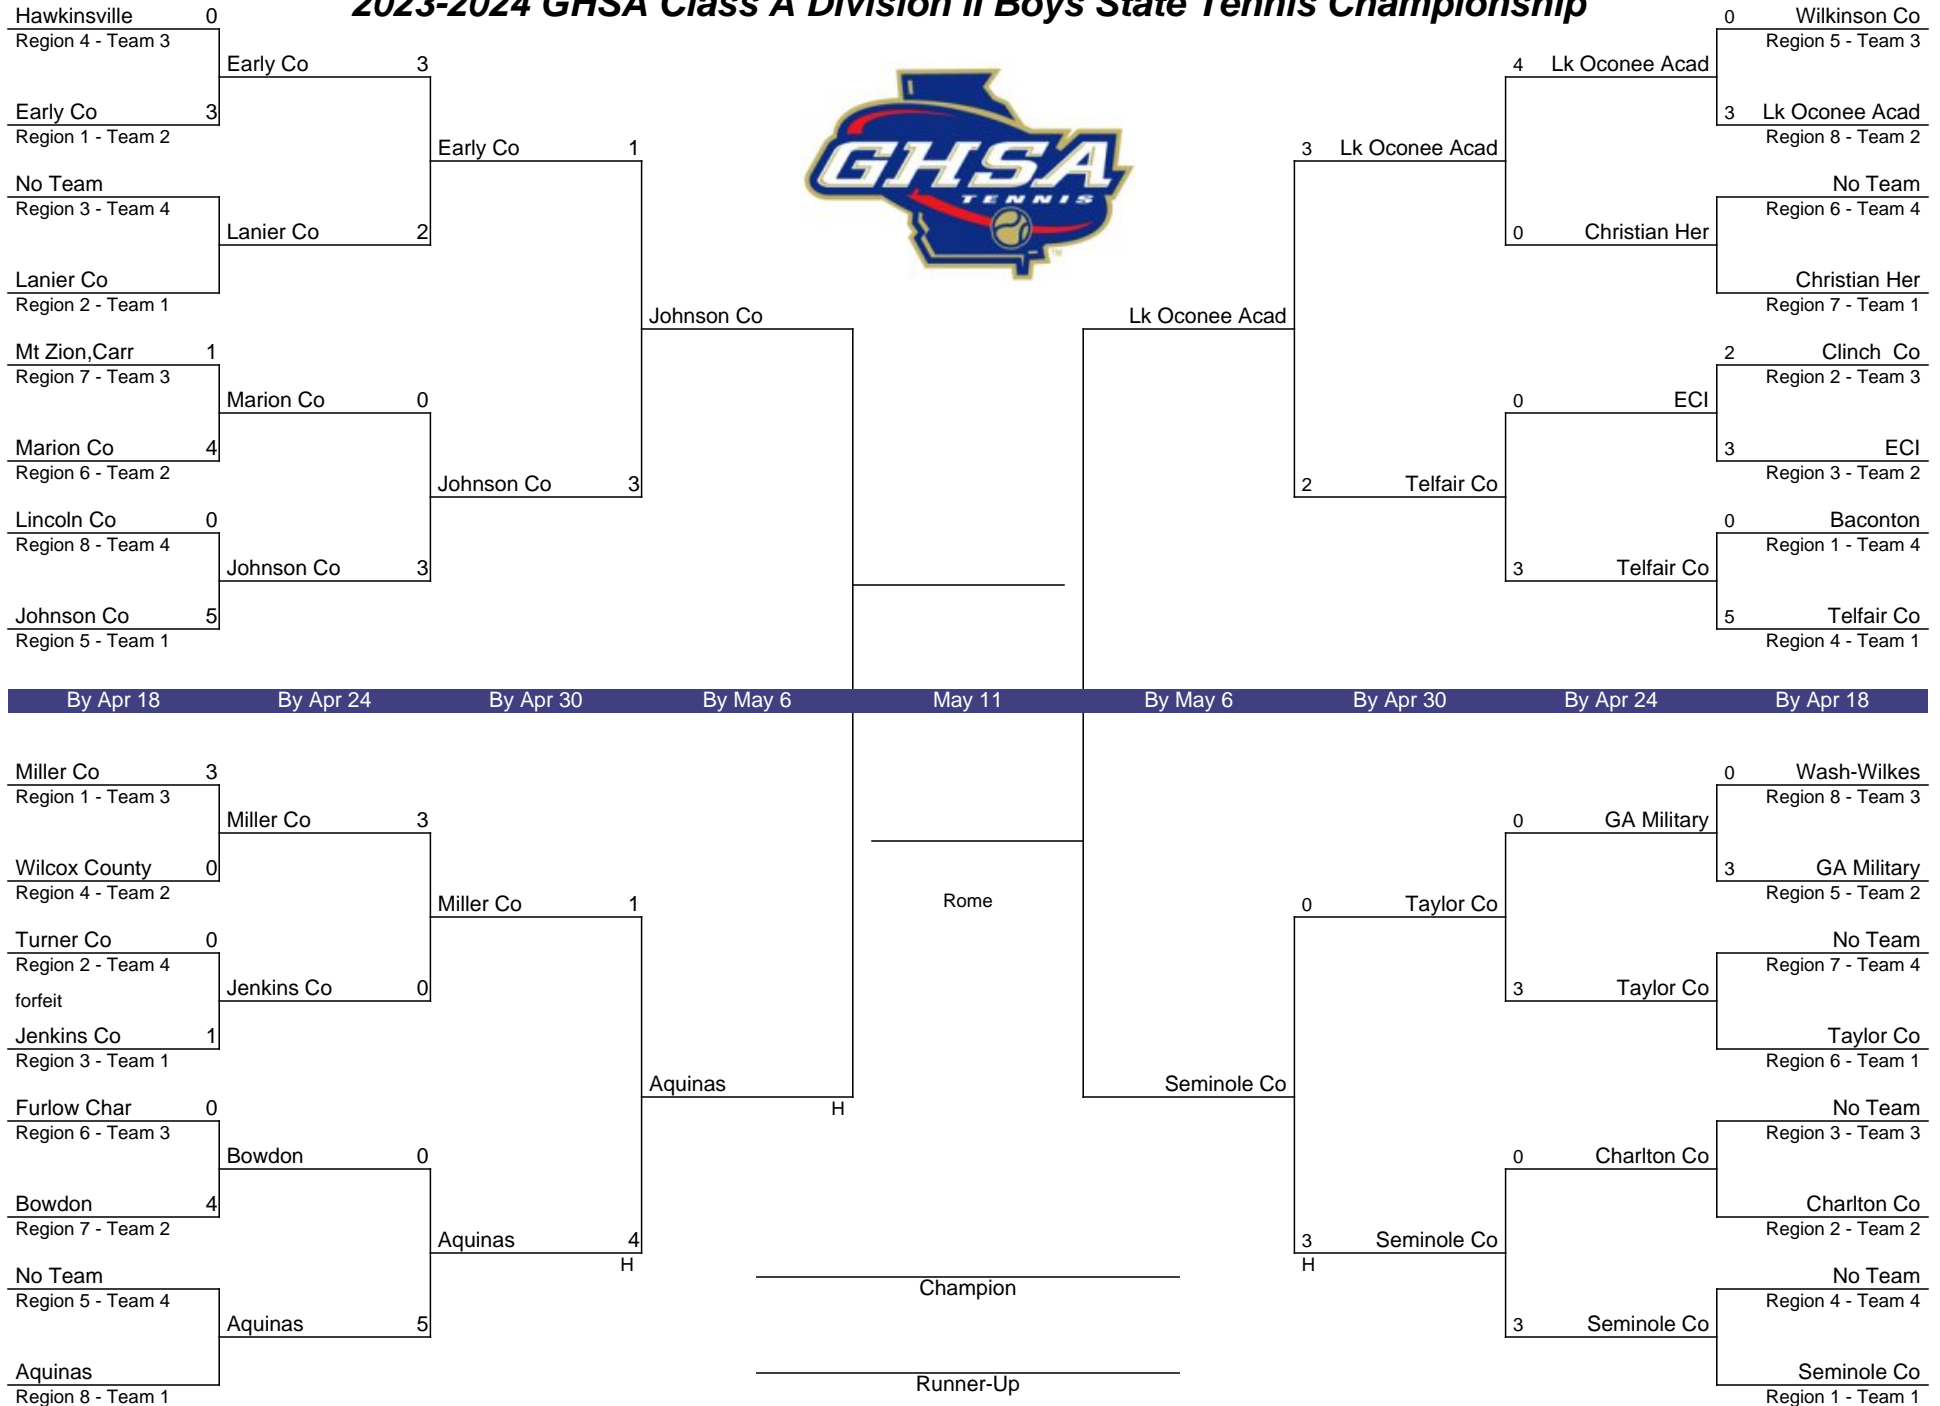 2023-2024 GHSA Class A Division II Boys State Tennis Championship
GHSA
TENNIS
TM
Hawkinsville 0
Region 4 - Team 3
Early Co 3
Region 1 - Team 2
No Team
Region 3 - Team 4
Lanier Co
Region 2 - Team 1
Mt Zion,Carr 1
Region 7 - Team 3
Marion Co 4
Region 6 - Team 2
Lincoln Co 0
Region 8 - Team 4
Johnson Co 5
Region 5 - Team 1
Early Co 3
Lanier Co 2
Marion Co 0
Johnson Co 3
Early Co 1
Johnson Co 3
Johnson Co
Lk Oconee Acad
3 Lk Oconee Acad
2 Telfair Co
4 Lk Oconee Acad
0 Christian Her
0 ECI
3 Telfair Co
0 Wilkinson Co
Region 5 - Team 3
3 Lk Oconee Acad
Region 8 - Team 2
No Team
Region 6 - Team 4
Christian Her
Region 7 - Team 1
2 Clinch Co
Region 2 - Team 3
3 ECI
Region 3 - Team 2
0 Baconton
Region 1 - Team 4
5 Telfair Co
Region 4 - Team 1
By Apr 18 By Apr 24 By Apr 30 By May 6 May 11 By May 6 By Apr 30 By Apr 24 By Apr 18
Miller Co 3
Region 1 - Team 3
Wilcox County 0
Region 4 - Team 2
Turner Co 0
Region 2 - Team 4
forfeit
Jenkins Co 1
Region 3 - Team 1
Furlow Char 0
Region 6 - Team 3
Bowdon 4
Region 7 - Team 2
No Team
Region 5 - Team 4
Aquinas
Region 8 - Team 1
Miller Co 3
Jenkins Co 0
Bowdon 0
Aquinas 5
Miller Co 1
Aquinas 4
H
Aquinas
H
Rome
Champion
Runner-Up
Seminole Co
0 Taylor Co
3 Seminole Co
H
0 GA Military
3 Taylor Co
0 Charlton Co
3 Seminole Co
0 Wash-Wilkes
Region 8 - Team 3
3 GA Military
Region 5 - Team 2
No Team
Region 7 - Team 4
Taylor Co
Region 6 - Team 1
No Team
Region 3 - Team 3
Charlton Co
Region 2 - Team 2
No Team
Region 4 - Team 4
Seminole Co
Region 1 - Team 1